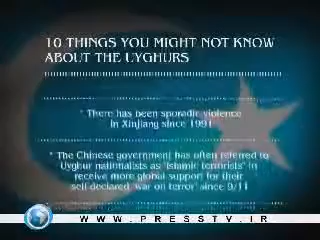 10 THINGS YOU MIGHT NOT KNOW
ABOUT THE UYGHURS
* There has been sporadic violence
in Xinjiang since 1991
* The Chinese government has often referred to
Uyghur nationalists as "Islamic terrorists" in
receive more global support for their
self declared "war on terror" since 9/11
WWW.PRESSTV.IR